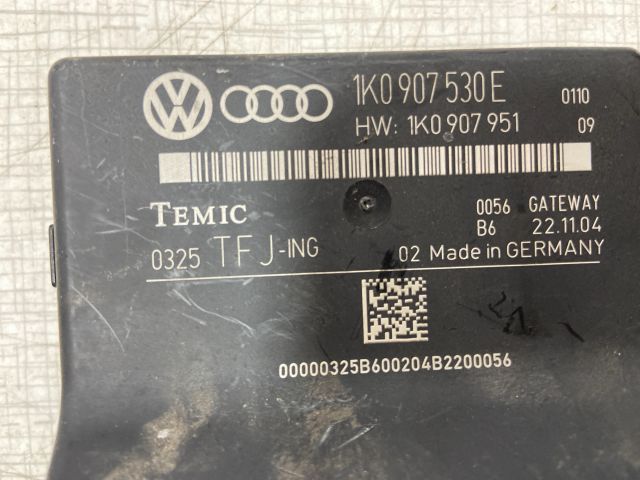 1K0 907 530 E 0110
HW: 1K0 907 951 09
TEMIC 0056 GATEWAY
B6 22.11.04
0325 TFJ-ING 02 Made in GERMANY
00000325B600204B2200056